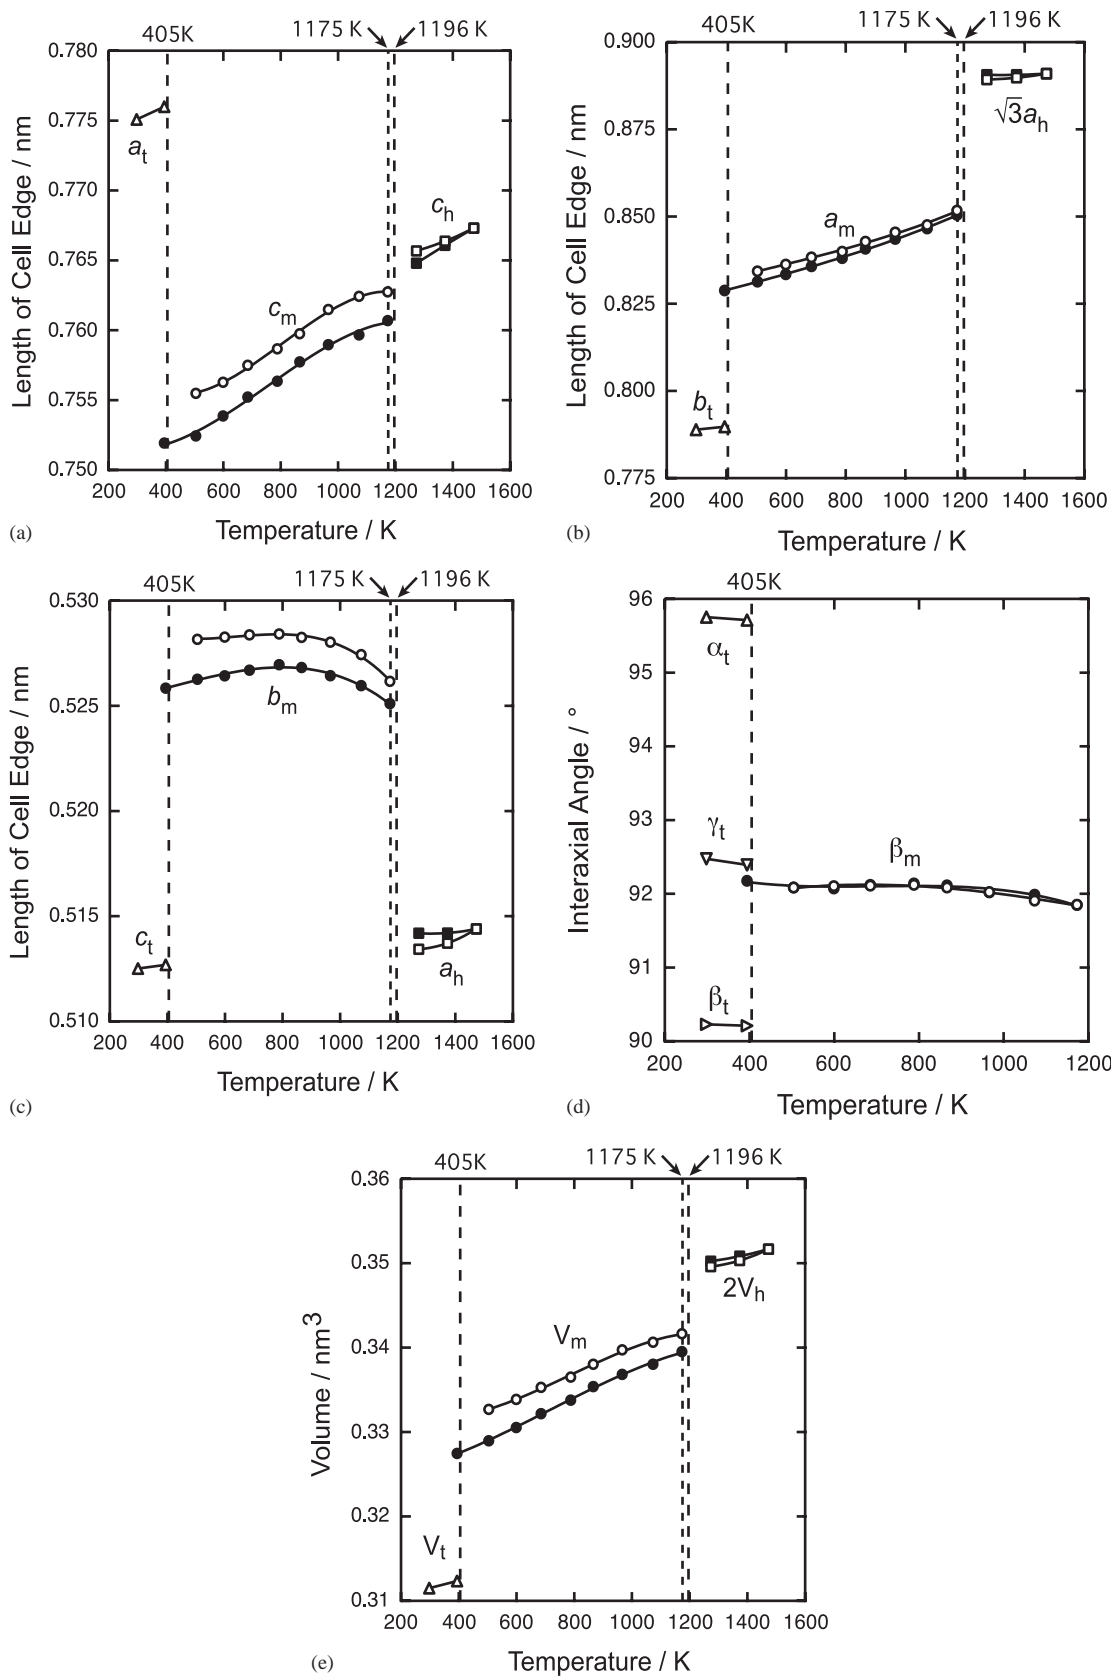 405K 1175 K 1196 K
0.780
0.775
0.770
0.765
0.760
0.755
0.750
a_t
c_h
c_m
Length of Cell Edge / nm
200 400 600 800 1000 1200 1400 1600
Temperature / K
(a)
405K 1175 K 1196 K
0.900
0.875
0.850
0.825
0.800
0.775
√3a_h
a_m
b_t
Length of Cell Edge / nm
200 400 600 800 1000 1200 1400 1600
Temperature / K
(b)
405K 1175 K 1196 K
0.530
0.525
0.520
0.515
0.510
b_m
c_t
a_h
Length of Cell Edge / nm
200 400 600 800 1000 1200 1400 1600
Temperature / K
(c)
405K
96
95
94
93
92
91
90
α_t
γ_t
β_m
β_t
Interaxial Angle / °
200 400 600 800 1000 1200
Temperature / K
(d)
405K 1175 K 1196 K
0.36
0.35
0.34
0.33
0.32
0.31
2V_h
V_m
V_t
Volume / nm³
200 400 600 800 1000 1200 1400 1600
Temperature / K
(e)